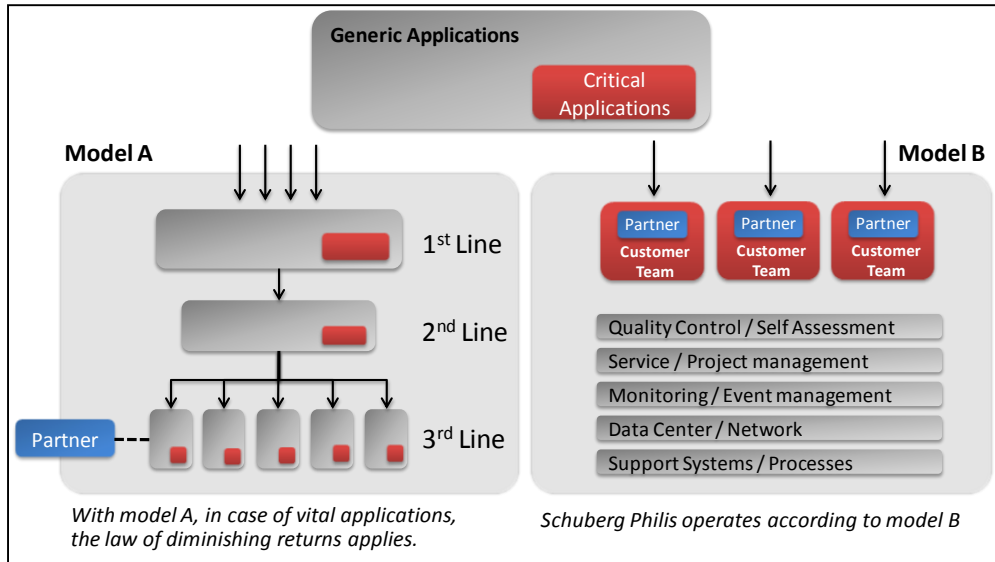 Generic Applications
Critical
Applications
Model A
Model B
1st Line
2nd Line
3rd Line
Partner
With model A, in case of vital applications,
the law of diminishing returns applies.
Partner
Customer
Team
Partner
Customer
Team
Partner
Customer
Team
Quality Control / Self Assessment
Service / Project management
Monitoring / Event management
Data Center / Network
Support Systems / Processes
Schuberg Philis operates according to model B